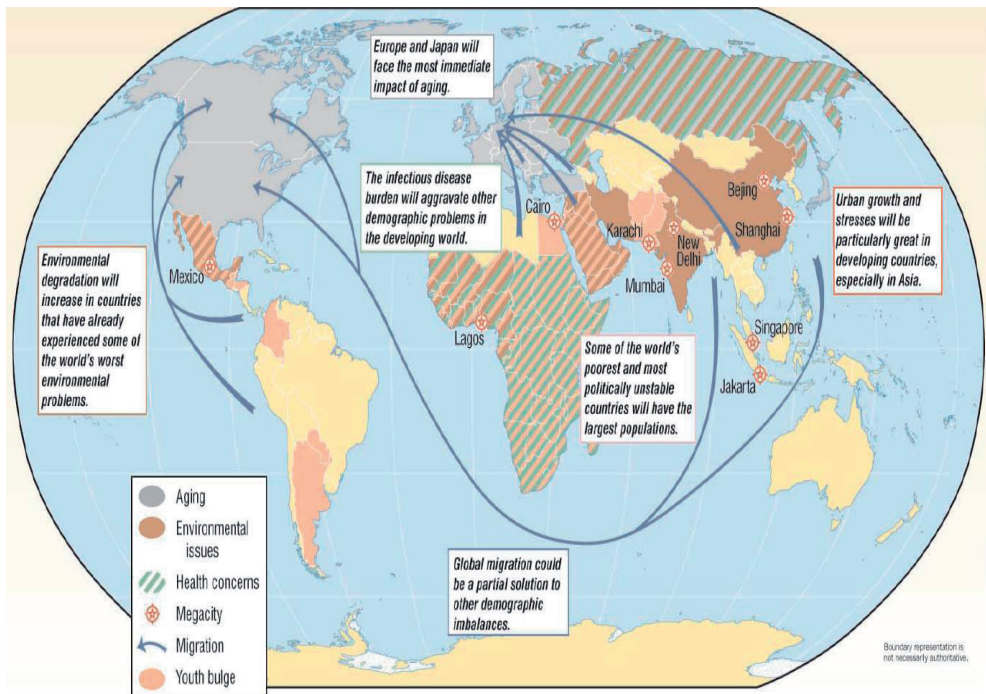 Europe and Japan will
face the most immediate
impact of aging.
The infectious disease
burden will aggravate other
demographic problems in
the developing world.
Cairo
Beijing
Karachi
New
Delhi
Shanghai
Mumbai
Urban growth and
stresses will be
particularly great in
developing countries,
especially in Asia.
Environmental
degradation will
increase in countries
that have already
experienced some of
the world's worst
environmental
problems.
Mexico
Lagos
Singapore
Jakarta
Some of the world's
poorest and most
politically unstable
countries will have the
largest populations.
Aging
Environmental
issues
Health concerns
Megacity
Migration
Youth bulge
Global migration could
be a partial solution to
other demographic
imbalances.
Boundary representation is
not necessarily authoritative.